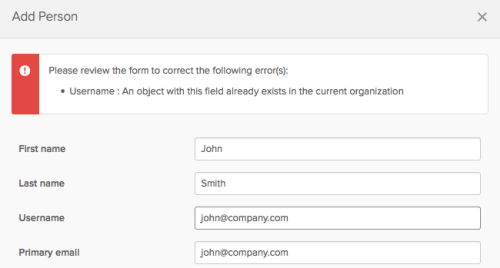 Add Person
Please review the form to correct the following error(s):
• Username : An object with this field already exists in the current organization
First name
John
Last name
Smith
Username
john@company.com
Primary email
john@company.com